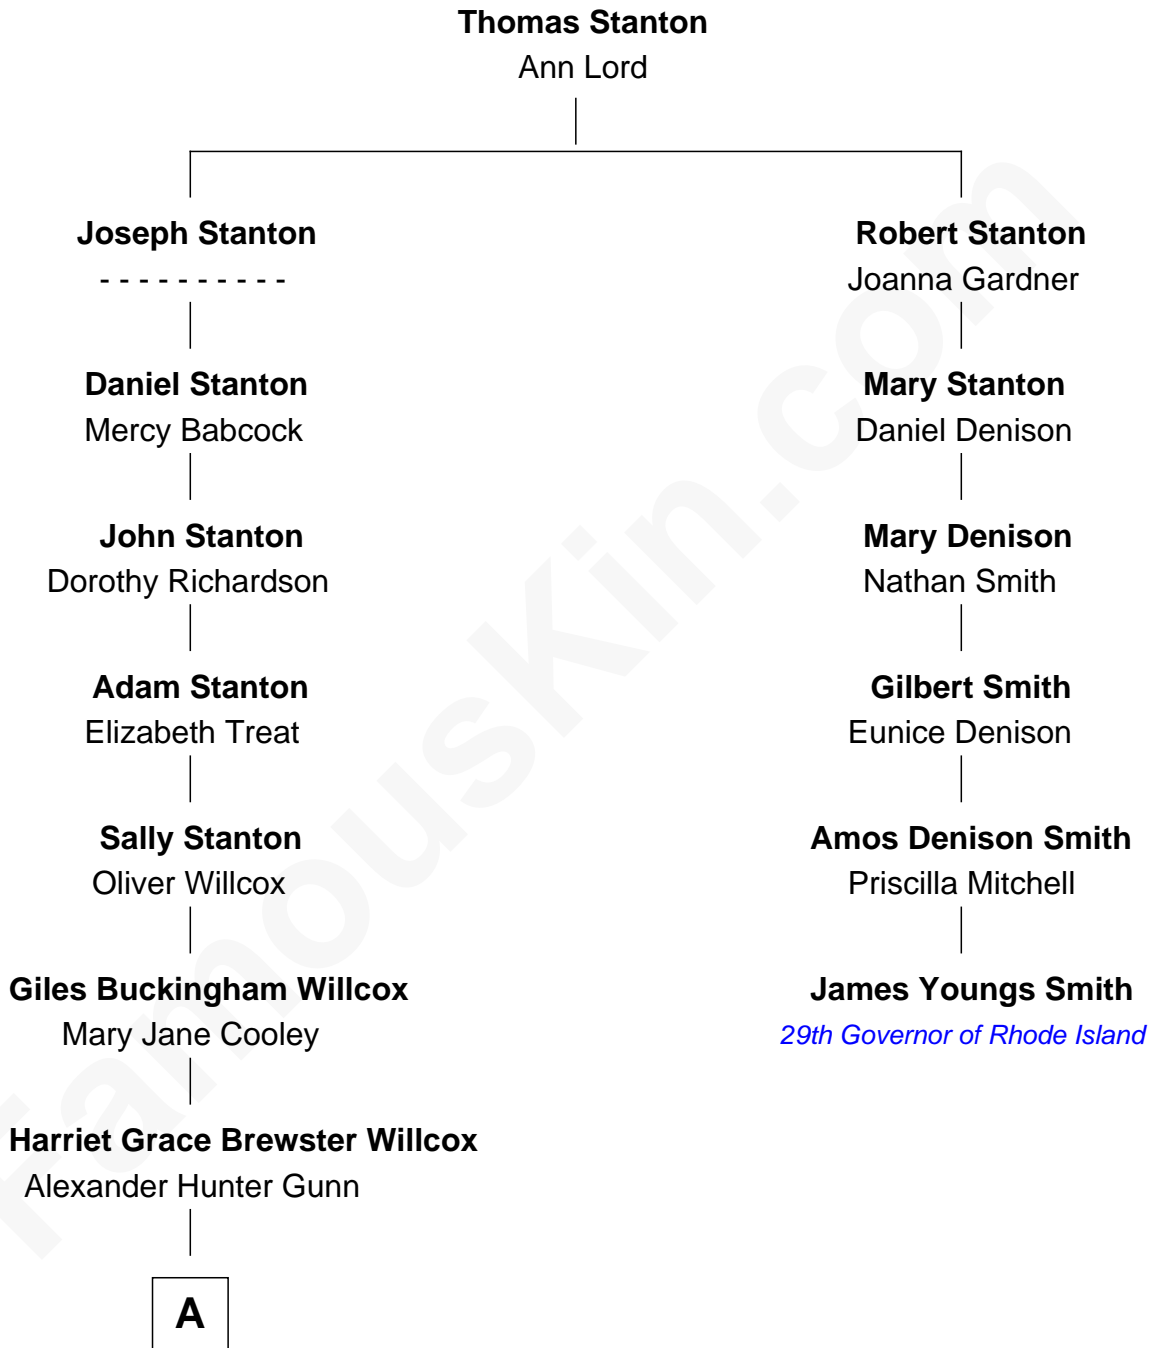 Thomas Stanton
Ann Lord
Joseph Stanton
- - - - - - - - - -
Robert Stanton
Joanna Gardner
Daniel Stanton
Mercy Babcock
Mary Stanton
Daniel Denison
John Stanton
Dorothy Richardson
Mary Denison
Nathan Smith
Adam Stanton
Elizabeth Treat
Gilbert Smith
Eunice Denison
Sally Stanton
Oliver Willcox
Amos Denison Smith
Priscilla Mitchell
Giles Buckingham Willcox
Mary Jane Cooley
James Youngs Smith
29th Governor of Rhode Island
Harriet Grace Brewster Willcox
Alexander Hunter Gunn
A
FamousKin.com